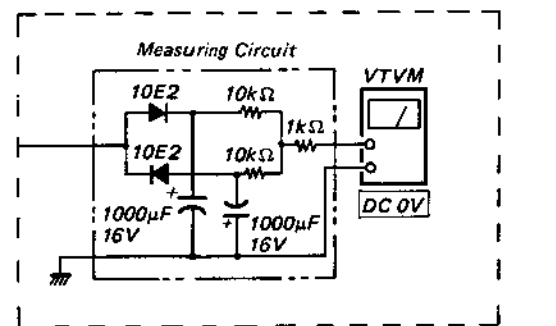 Measuring Circuit
VTVM
10E2
10kΩ
1kΩ
10E2
10kΩ
+
1000μF
16V
+
1000μF
16V
DC 0V